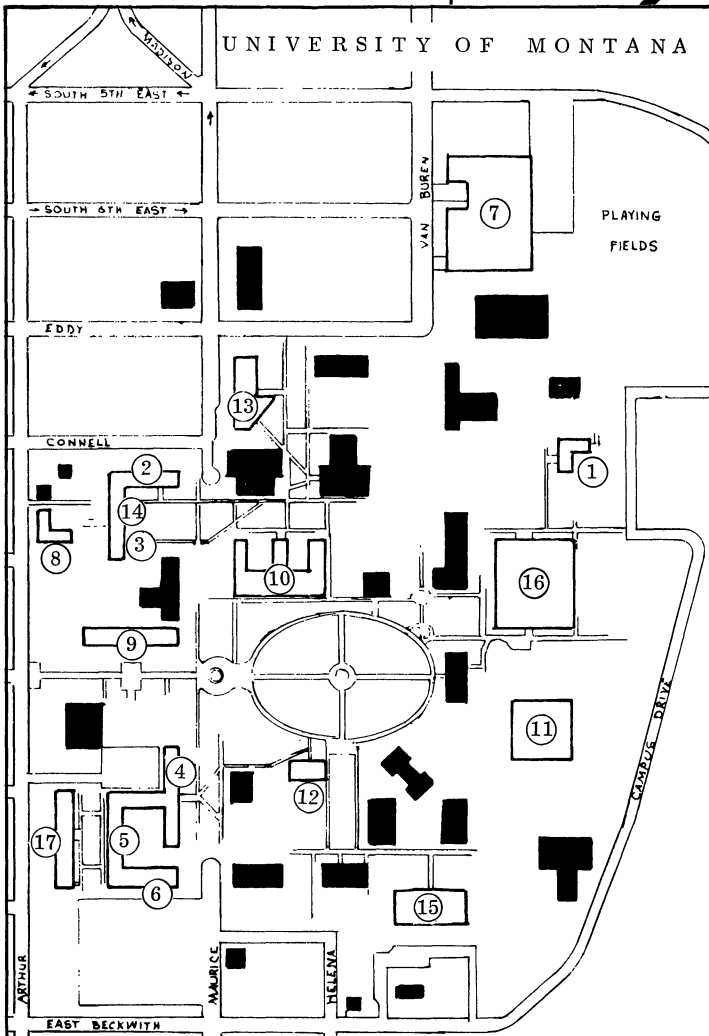 UNIVERSITY OF MONTANA
MADISON
SOUTH 5TH EAST
VAN BUREN
7
PLAYING
FIELDS
SOUTH 6TH EAST
EDDY
13
CONNELL
2
1
14
3
8
10
16
9
11
CAMPUS DRIVE
4
12
17
5
6
15
ARTHUR
MAURICE
HELENA
EAST BECKWITH